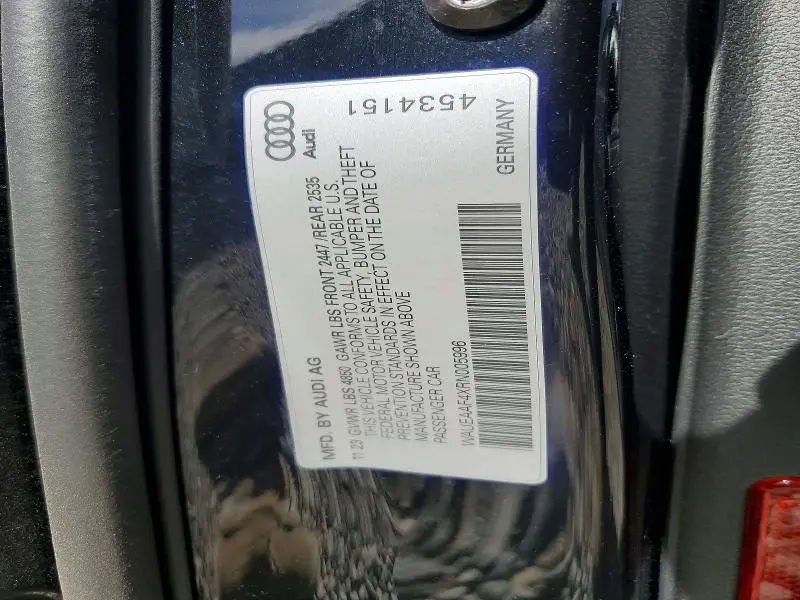 Audi
4534151
MFD. BY AUDI AG
GERMANY
11 23 GVWR LBS 4850 GAWR LBS FRONT 2447 /REAR 2535
THIS VEHICLE CONFORMS TO ALL APPLICABLE U.S.
FEDERAL MOTOR VEHICLE SAFETY, BUMPER AND THEFT
PREVENTION STANDARDS IN EFFECT ON THE DATE OF
MANUFACTURE SHOWN ABOVE
PASSENGER CAR
WAUEAAF4XRN005996